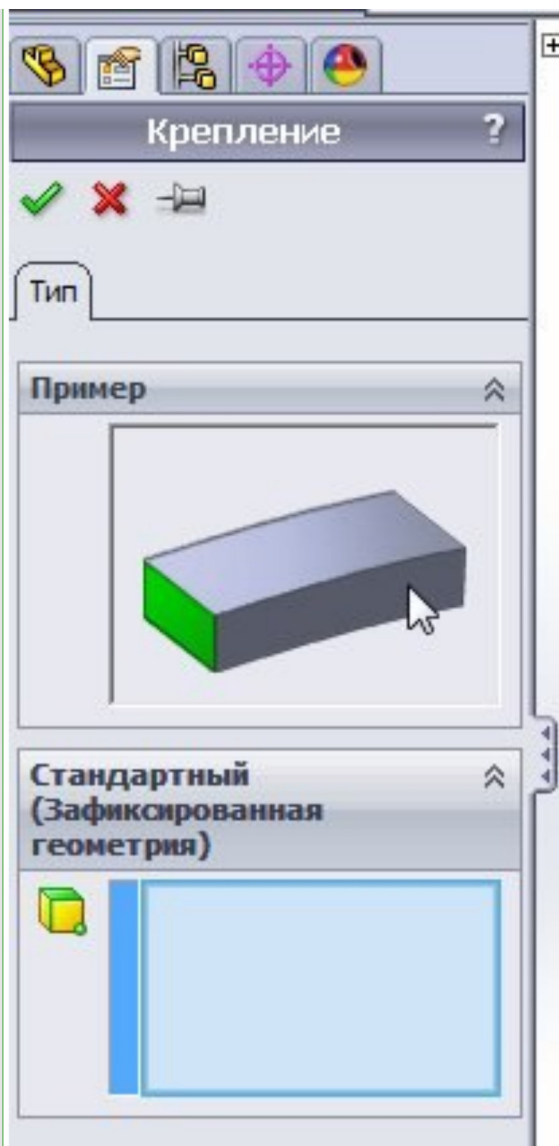 Крепление ?
Тип
Пример
Стандартный
(Зафиксированная
геометрия)